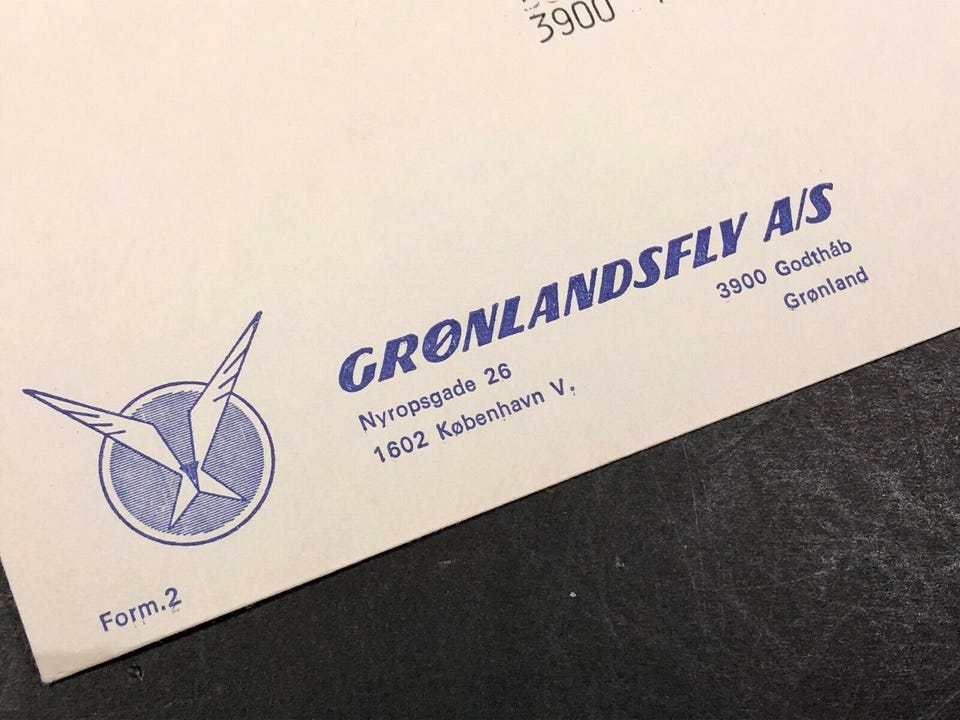 3900
GRØNLANDSFLY A/S
Nyropsgade 26
1602 København V.
3900 Godthåb
Grønland
Form.2